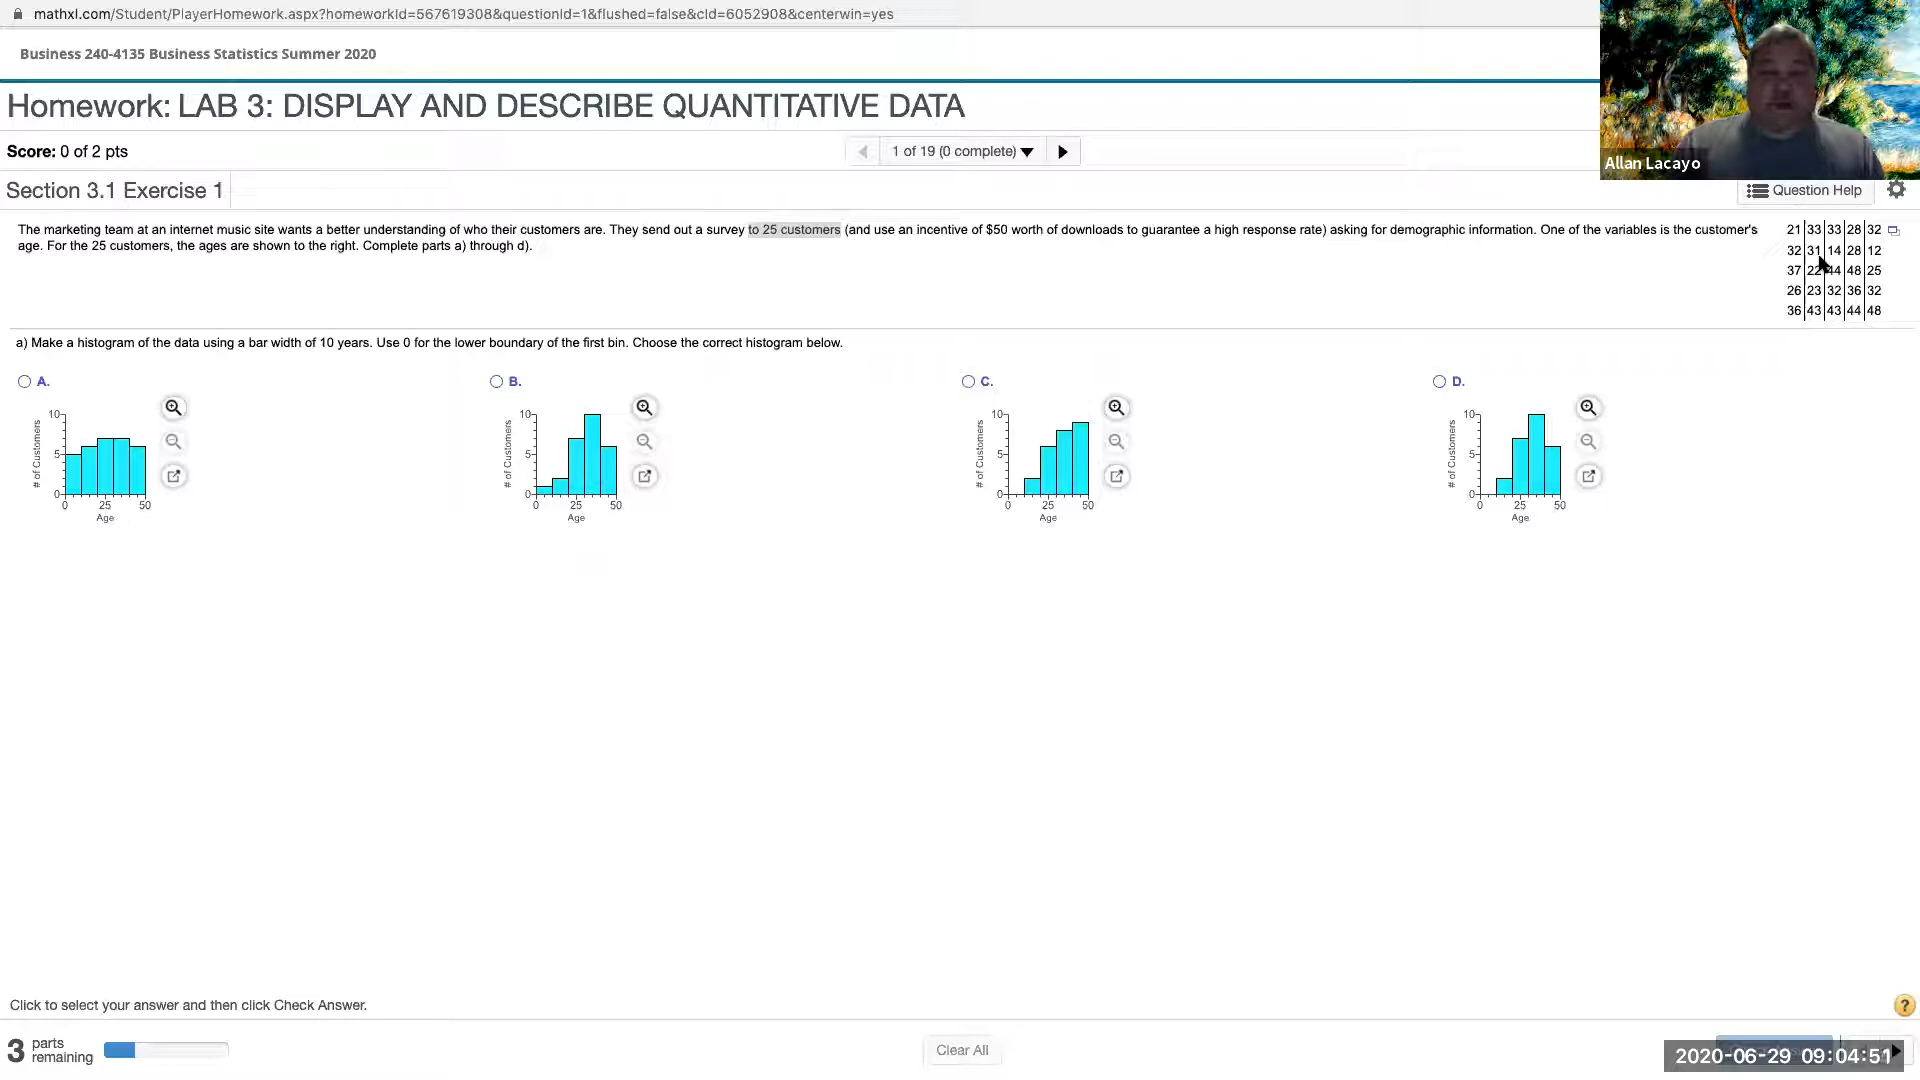 mathxl.com/Student/PlayerHomework.aspx?homeworkId=567619308&questionId=1&flushed=false&cId=6052908&centerwin=yes
Business 240-4135 Business Statistics Summer 2020
Homework: LAB 3: DISPLAY AND DESCRIBE QUANTITATIVE DATA
Score: 0 of 2 pts
1 of 19 (0 complete)
Allan Lacayo
Section 3.1 Exercise 1
Question Help
The marketing team at an internet music site wants a better understanding of who their customers are. They send out a survey to 25 customers (and use an incentive of $50 worth of downloads to guarantee a high response rate) asking for demographic information. One of the variables is the customer's
age. For the 25 customers, the ages are shown to the right. Complete parts a) through d).
21 33 33 28 32
32 31 14 28 12
37 22 44 48 25
26 23 32 36 32
36 43 43 44 48
a) Make a histogram of the data using a bar width of 10 years. Use 0 for the lower boundary of the first bin. Choose the correct histogram below.
A.
# of Customers
10
5
0
0 25 50
Age
B.
# of Customers
10
5
0
0 25 50
Age
C.
# of Customers
10
5
0
0 25 50
Age
D.
# of Customers
10
5
0
0 25 50
Age
Click to select your answer and then click Check Answer.
?
3 parts
remaining
Clear All
2020-06-29 09:04:51